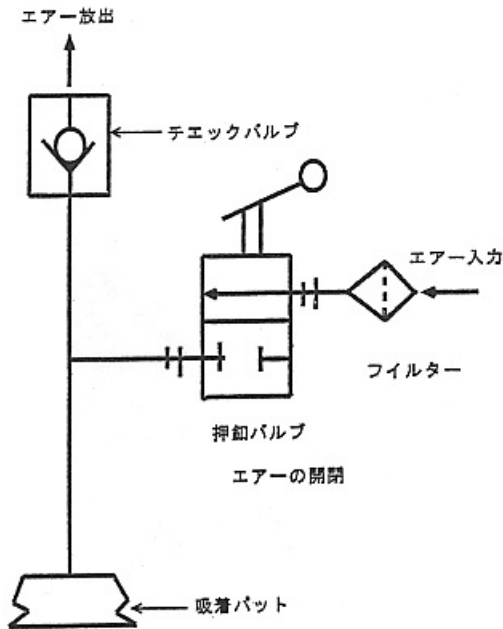 エアー放出
チエックバルブ
エアー入力
フイルター
押釦バルブ
エアーの開閉
吸着パット